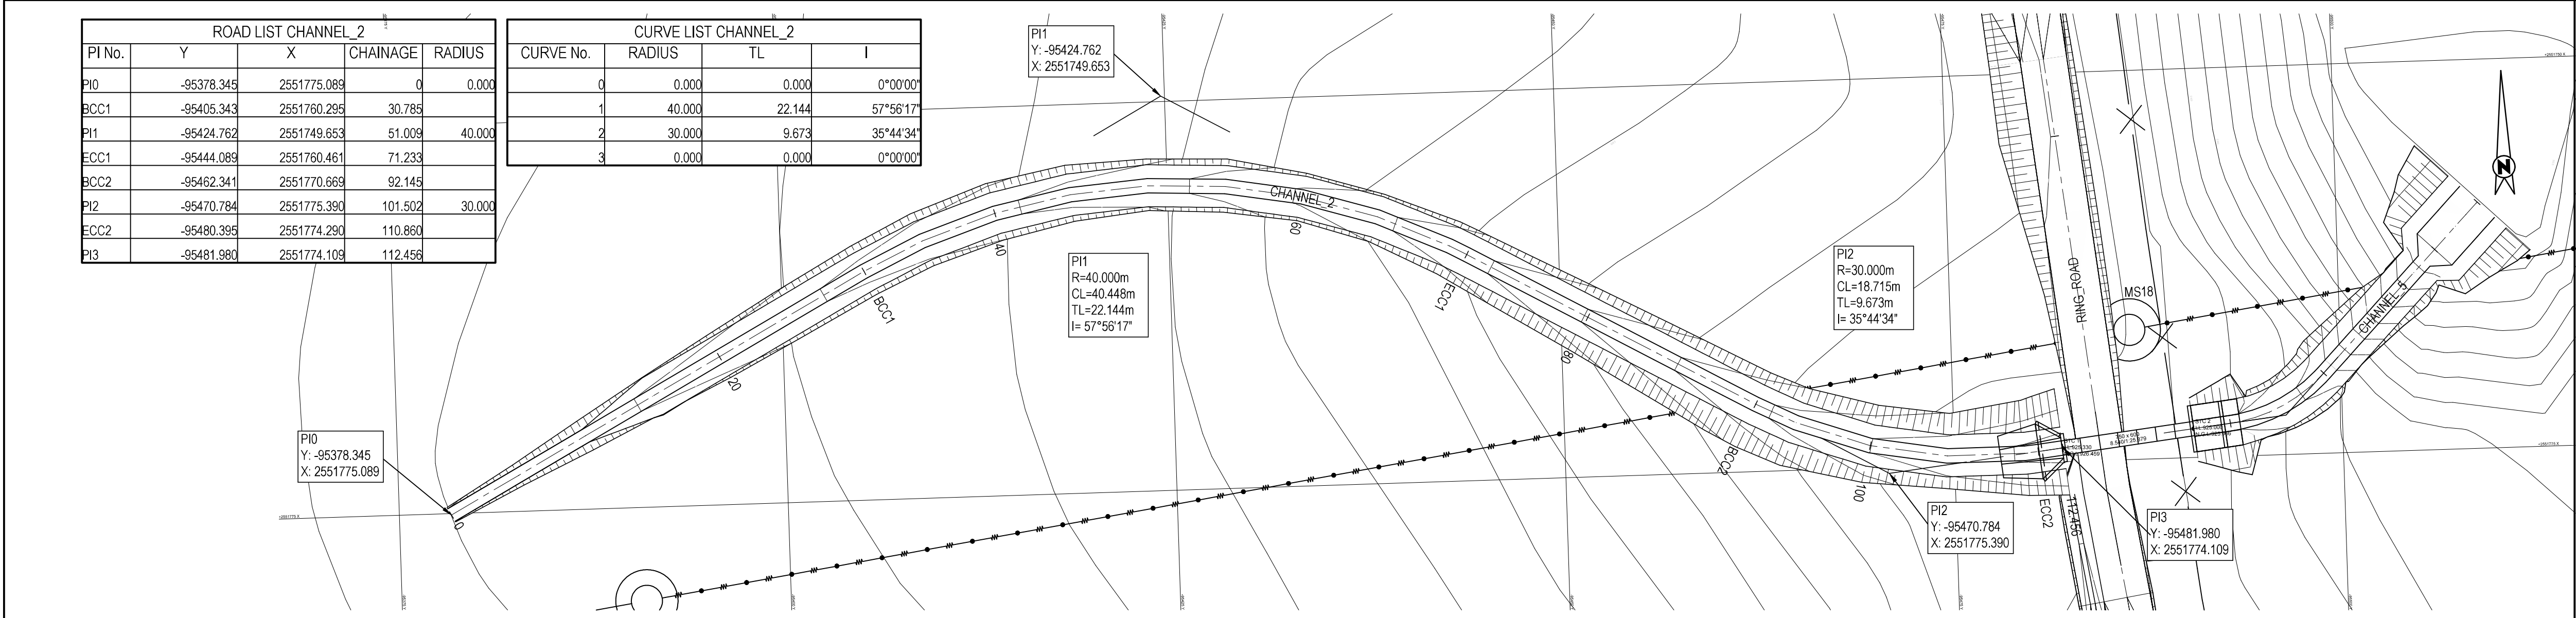 ROAD LIST CHANNEL_2
PI No. Y X CHAINAGE RADIUS
PI0 -95378.345 2551775.089 0 0.000
BCC1 -95405.343 2551760.295 30.785
PI1 -95424.762 2551749.653 51.009 40.000
ECC1 -95444.089 2551760.461 71.233
BCC2 -95462.341 2551770.669 92.145
PI2 -95470.784 2551775.390 101.502 30.000
ECC2 -95480.395 2551774.290 110.860
PI3 -95481.980 2551774.109 112.456
CURVE LIST CHANNEL_2
CURVE No. RADIUS TL I
0 0.000 0.000 0°00'00"
1 40.000 22.144 57°56'17"
2 30.000 9.673 35°44'34"
3 0.000 0.000 0°00'00"
PI1
Y: -95424.762
X: 2551749.653
CHANNEL_2
N
PI1
R=40.000m
CL=40.448m
TL=22.144m
I= 57°56'17"
PI2
R=30.000m
CL=18.715m
TL=9.673m
I= 35°44'34"
RING_ROAD
MS18
CHANNEL_5
PI0
Y: -95378.345
X: 2551775.089
0
20
BCC1
40
60
ECC1
80
BCC2
100
ECC2
112.456
PI2
Y: -95470.784
X: 2551775.390
PI3
Y: -95481.980
X: 2551774.109
+2551750 X
+2551775 X
+2551775 X